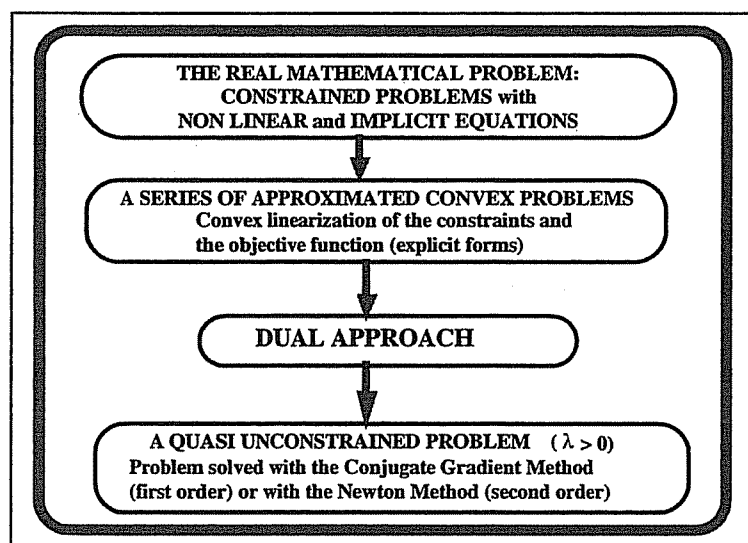 THE REAL MATHEMATICAL PROBLEM:
CONSTRAINED PROBLEMS with
NON LINEAR and IMPLICIT EQUATIONS
A SERIES OF APPROXIMATED CONVEX PROBLEMS
Convex linearization of the constraints and
the objective function (explicit forms)
DUAL APPROACH
A QUASI UNCONSTRAINED PROBLEM ( λ > 0)
Problem solved with the Conjugate Gradient Method
(first order) or with the Newton Method (second order)